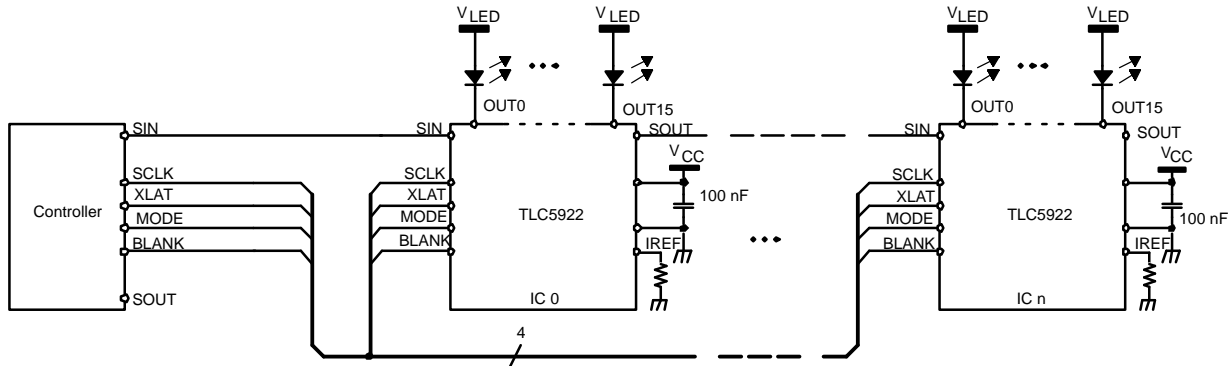 VLED VLED VLED VLED
OUT0 OUT15 OUT0 OUT15
SIN SIN SOUT SIN SOUT
VCC VCC
SCLK SCLK SCLK
XLAT XLAT 100 nF XLAT
Controller MODE MODE TLC5922 MODE TLC5922 100 nF
BLANK BLANK IREF BLANK IREF
SOUT IC 0 IC n
4